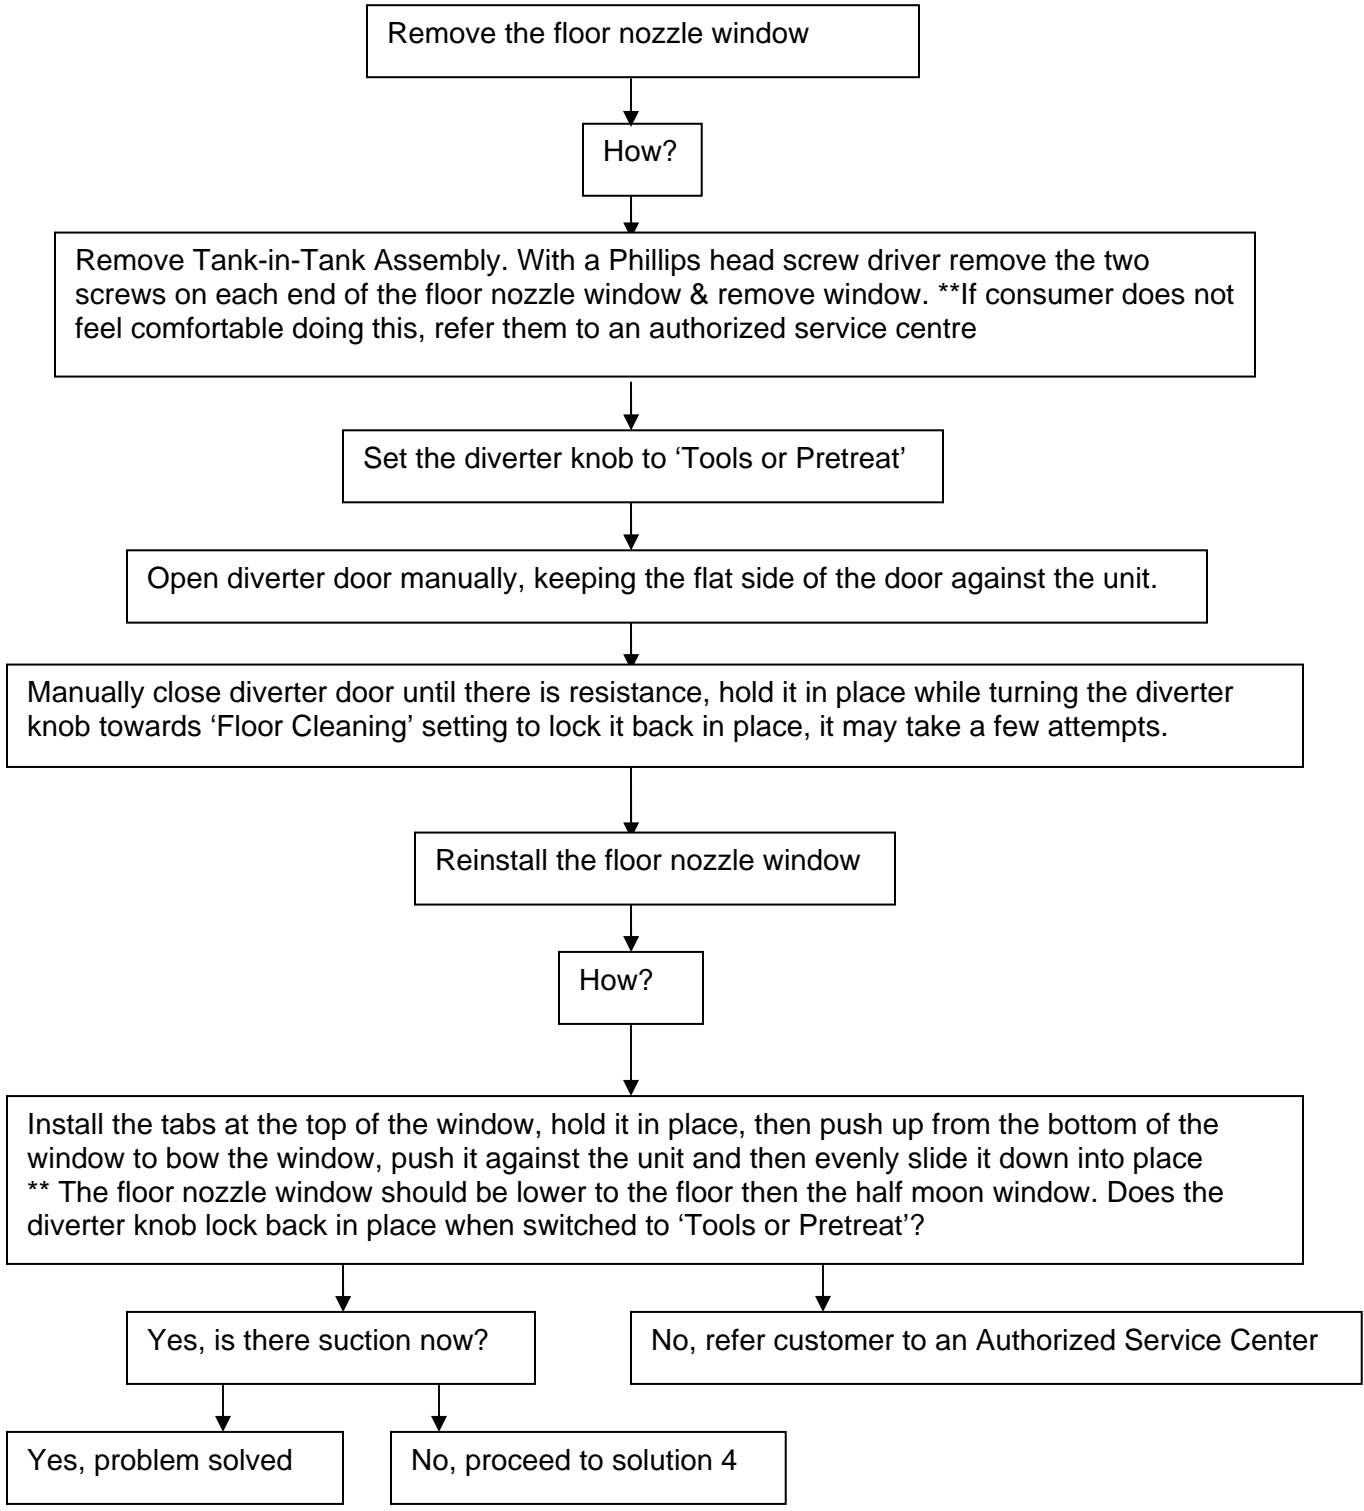 Remove the floor nozzle window
How?
Remove Tank-in-Tank Assembly. With a Phillips head screw driver remove the two
screws on each end of the floor nozzle window & remove window. **If consumer does not
feel comfortable doing this, refer them to an authorized service centre
Set the diverter knob to ‘Tools or Pretreat’
Open diverter door manually, keeping the flat side of the door against the unit.
Manually close diverter door until there is resistance, hold it in place while turning the diverter
knob towards ‘Floor Cleaning’ setting to lock it back in place, it may take a few attempts.
Reinstall the floor nozzle window
How?
Install the tabs at the top of the window, hold it in place, then push up from the bottom of the
window to bow the window, push it against the unit and then evenly slide it down into place
** The floor nozzle window should be lower to the floor then the half moon window. Does the
diverter knob lock back in place when switched to ‘Tools or Pretreat’?
Yes, is there suction now?
No, refer customer to an Authorized Service Center
Yes, problem solved
No, proceed to solution 4